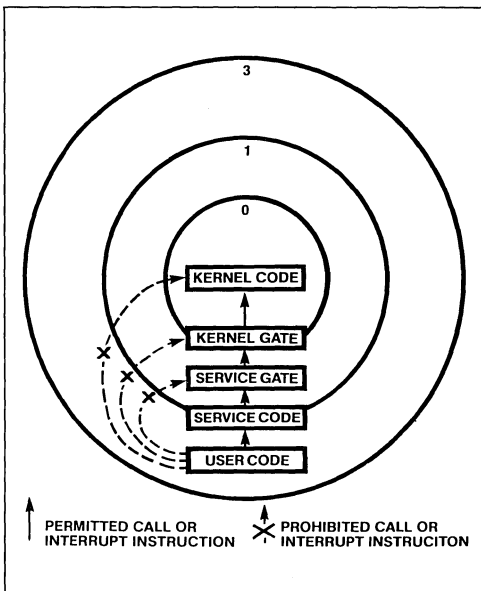 3
1
0
KERNEL CODE
KERNEL GATE
SERVICE GATE
SERVICE CODE
USER CODE
PERMITTED CALL OR
INTERRUPT INSTRUCTION
PROHIBITED CALL OR
INTERRUPT INSTRUCITON